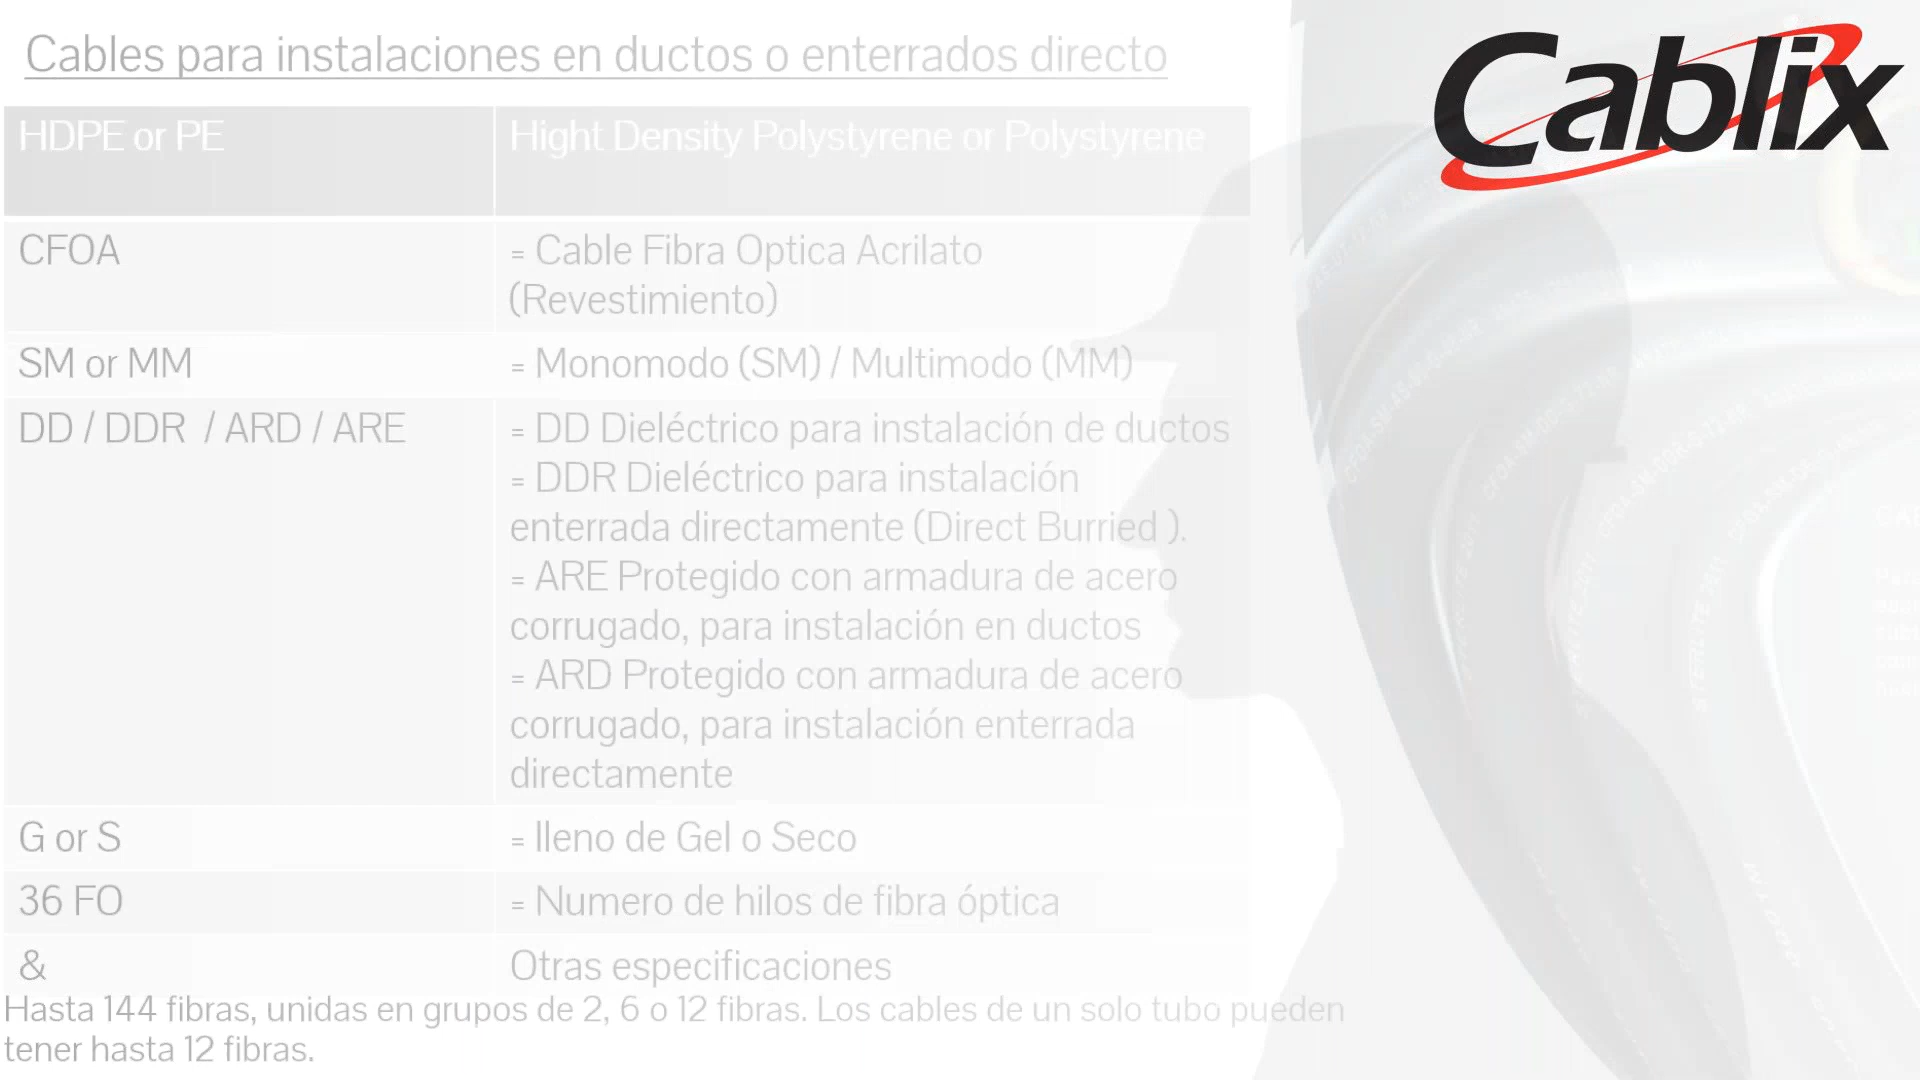 Cables para instalaciones en ductos o enterrados directo
Cablix
HDPE or PE
Hight Density Polystyrene or Polystyrene
CFOA
= Cable Fibra Optica Acrilato
(Revestimiento)
SM or MM
= Monomodo (SM) / Multimodo (MM)
DD / DDR / ARD / ARE
= DD Dieléctrico para instalación de ductos
= DDR Dieléctrico para instalación
enterrada directamente (Direct Burried ).
= ARE Protegido con armadura de acero
corrugado, para instalación en ductos
= ARD Protegido con armadura de acero
corrugado, para instalación enterrada
directamente
G or S
= lleno de Gel o Seco
36 FO
= Numero de hilos de fibra óptica
&
Otras especificaciones
Hasta 144 fibras, unidas en grupos de 2, 6 o 12 fibras. Los cables de un solo tubo pueden
tener hasta 12 fibras.